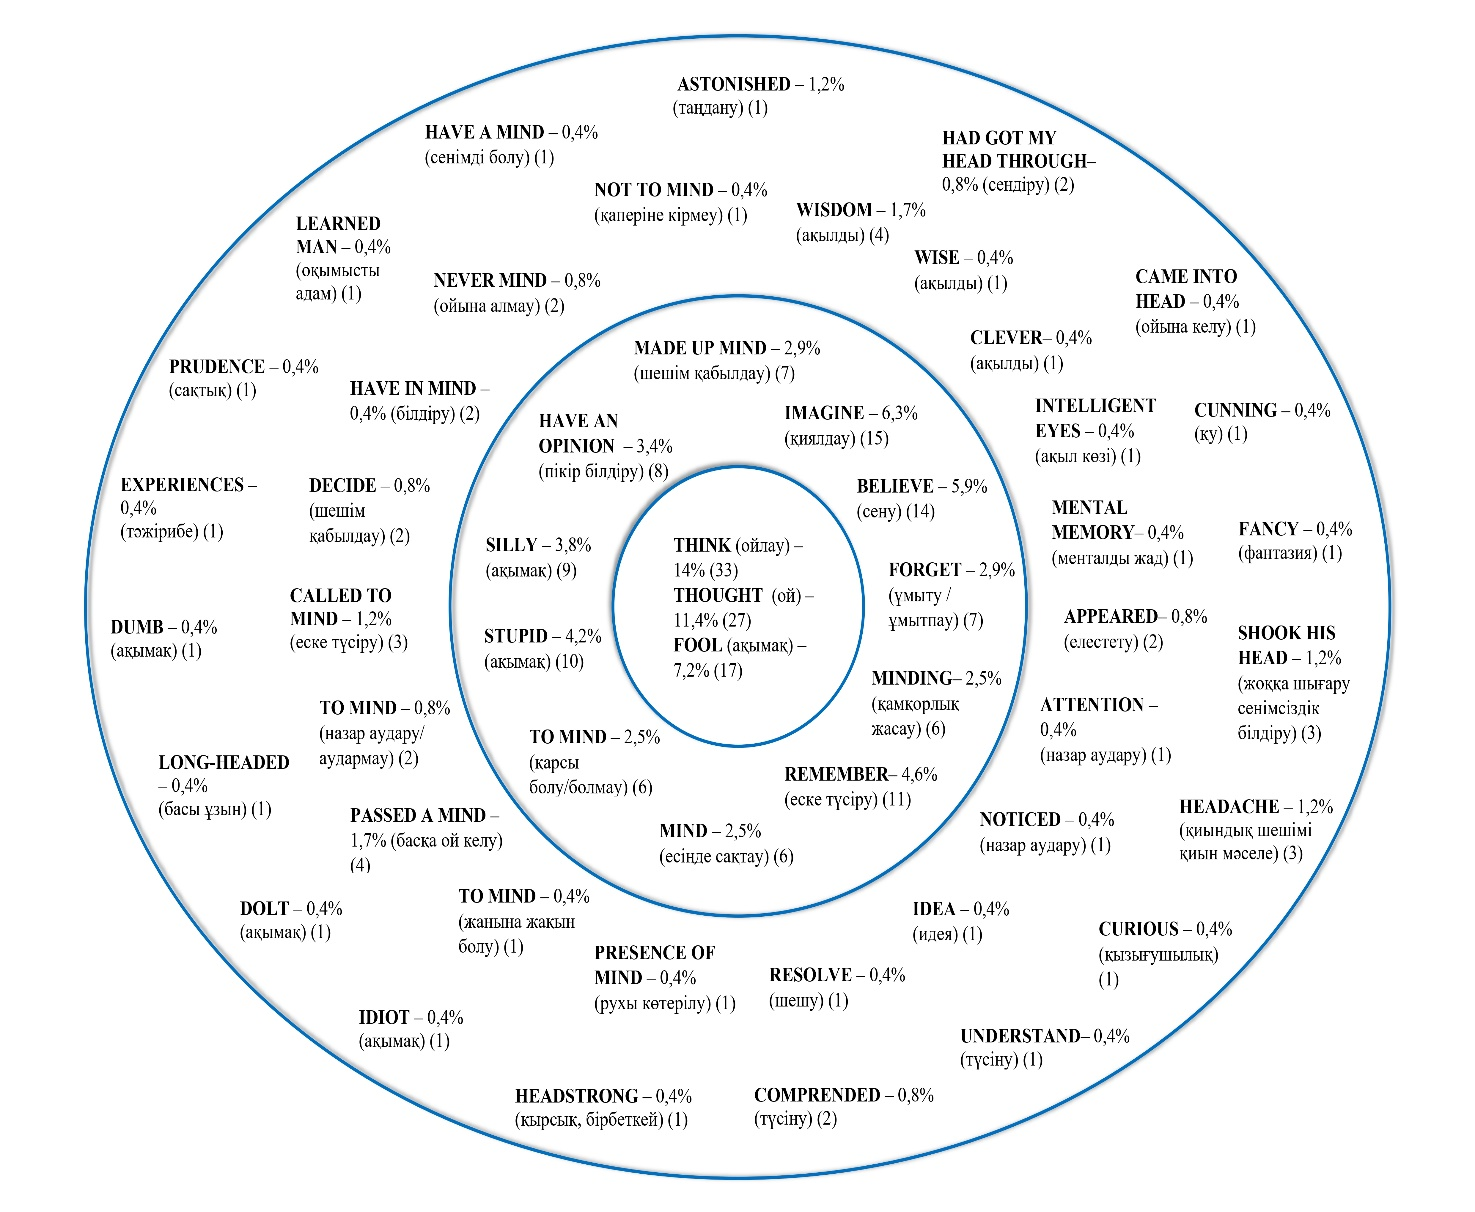 ASTONISHED – 1,2%
(таңдану) (1)
HAVE A MIND – 0,4%
(сенімді болу) (1)
HAD GOT MY
HEAD THROUGH–
0,8% (сендіру) (2)
NOT TO MIND – 0,4%
(қаперіне кірмеу) (1)
WISDOM – 1,7%
(ақылды) (4)
LEARNED
MAN – 0,4%
(оқымысты
адам) (1)
WISE – 0,4%
(ақылды) (1)
NEVER MIND – 0,8%
(ойына алмау) (2)
CAME INTO
HEAD – 0,4%
(ойына келу) (1)
CLEVER– 0,4%
(ақылды) (1)
MADE UP MIND – 2,9%
(шешім қабылдау) (7)
PRUDENCE – 0,4%
(сақтық) (1)
HAVE IN MIND –
0,4% (білдіру) (2)
INTELLIGENT
EYES – 0,4%
(ақыл көзі) (1)
CUNNING – 0,4%
(қу) (1)
HAVE AN
OPINION – 3,4%
(пікір білдіру) (8)
IMAGINE – 6,3%
(қиялдау) (15)
EXPERIENCES –
0,4%
(тәжірибе) (1)
DECIDE – 0,8%
(шешім
қабылдау) (2)
BELIEVE – 5,9%
(сену) (14)
MENTAL
MEMORY– 0,4%
(менталды жад) (1)
FANCY – 0,4%
(фаптазия) (1)
SILLY – 3,8%
(ақымақ) (9)
THINK (ойлау) –
14% (33)
THOUGHT (ой) –
11,4% (27)
FOOL (ақымақ) –
7,2% (17)
FORGET – 2,9%
(ұмыту /
ұмытпау) (7)
CALLED TO
MIND – 1,2%
(еске түсіру) (3)
DUMB – 0,4%
(ақымақ) (1)
STUPID – 4,2%
(ақымақ) (10)
APPEARED– 0,8%
(елестету) (2)
SHOOK HIS
HEAD – 1,2%
(жоққа шығару
сенімсіздік
білдіру) (3)
MINDING– 2,5%
(қамқорлық
жасау) (6)
TO MIND – 0,8%
(назар аудару/
аудармау) (2)
ATTENTION –
0,4%
(назар аудару) (1)
TO MIND – 2,5%
(қарсы
болу/болмау) (6)
LONG-HEADED
– 0,4%
(басы ұзын) (1)
REMEMBER– 4,6%
(еске түсіру) (11)
PASSED A MIND –
1,7% (басқа ой келу)
(4)
MIND – 2,5%
(есінде сақтау) (6)
NOTICED – 0,4%
(назар аудару) (1)
HEADACHE – 1,2%
(қиындық шешімі
қиын мәселе) (3)
DOLT – 0,4%
(ақымақ) (1)
TO MIND – 0,4%
(жанына жақын
болу) (1)
IDEA – 0,4%
(идея) (1)
CURIOUS – 0,4%
(қызығушылық)
(1)
PRESENCE OF
MIND – 0,4%
(рухы көтерілу) (1)
RESOLVE – 0,4%
(шешу) (1)
IDIOT – 0,4%
(ақымақ) (1)
UNDERSTAND– 0,4%
(түсіну) (1)
HEADSTRONG – 0,4%
(қырсық, бірбеткей) (1)
COMPRENDED – 0,8%
(түсіну) (2)